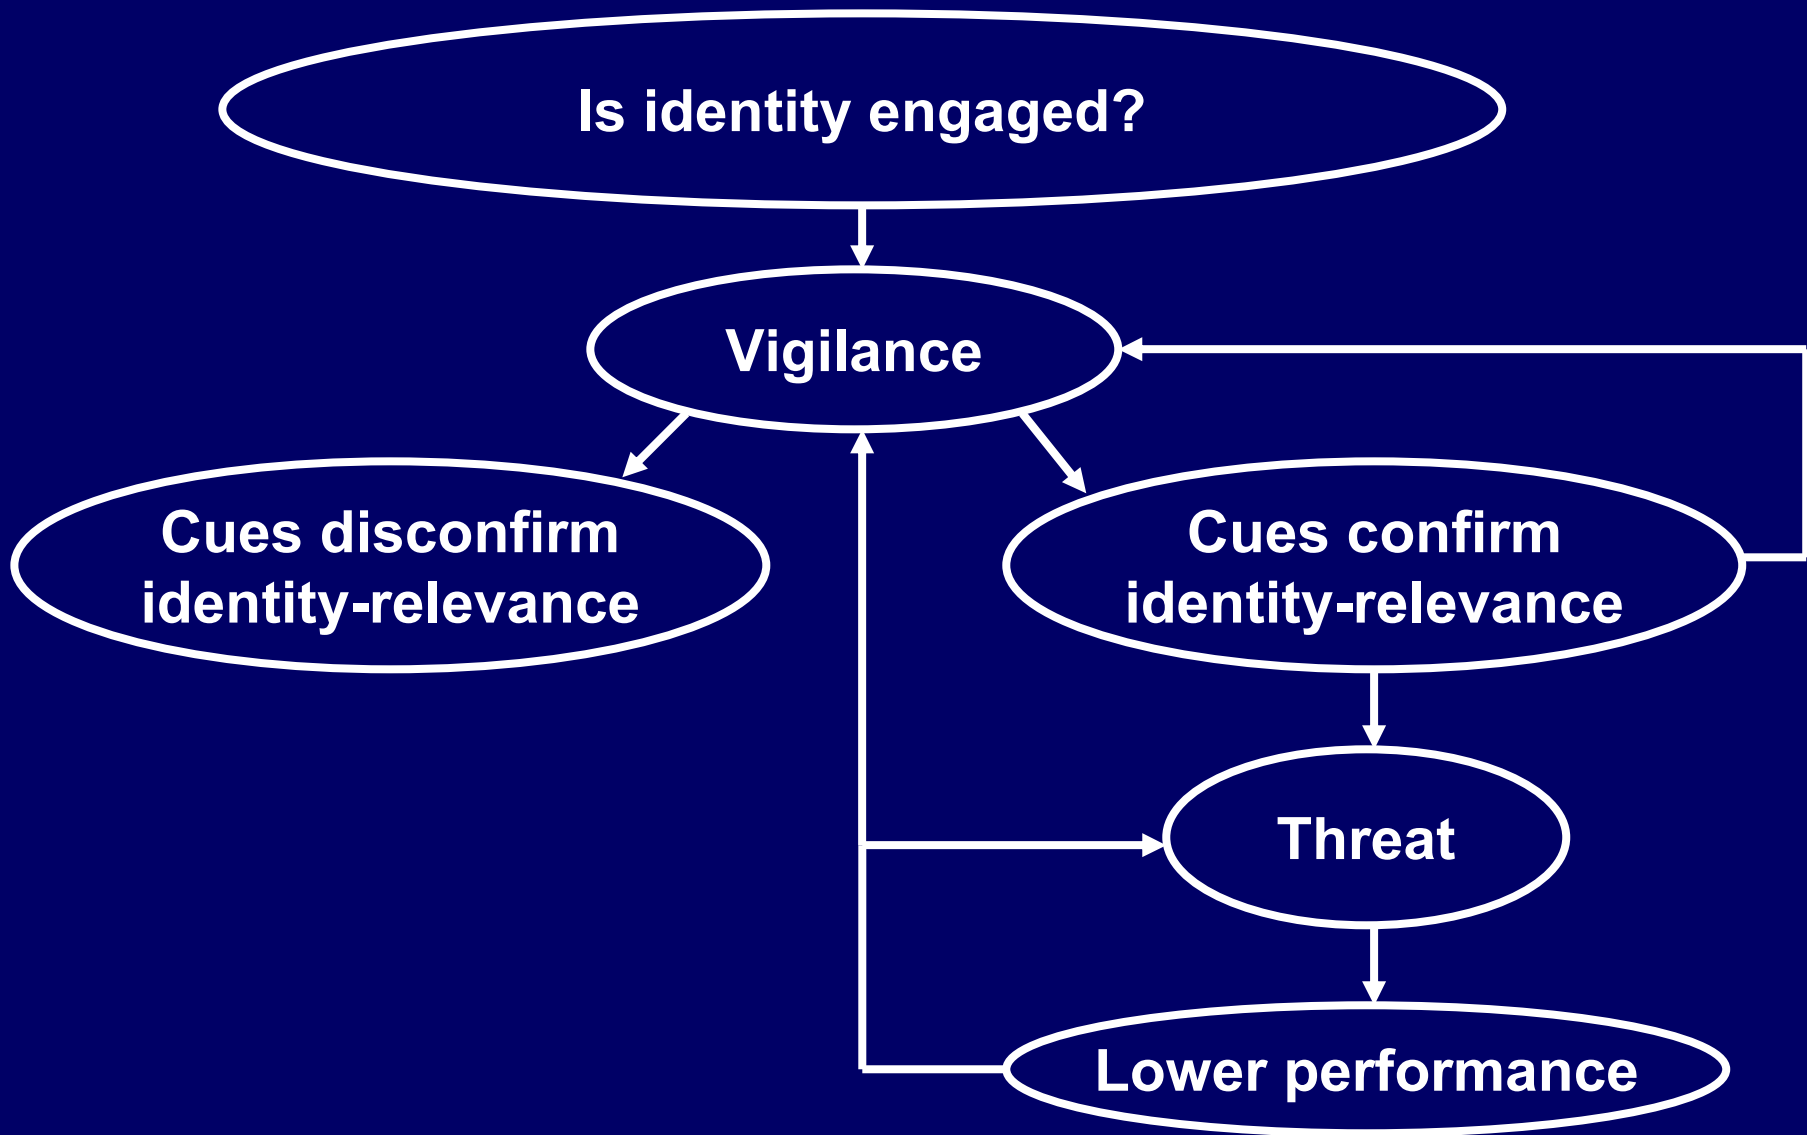 Is identity engaged?
Vigilance
Cues disconfirm
identity-relevance
Cues confirm
identity-relevance
Threat
Lower performance